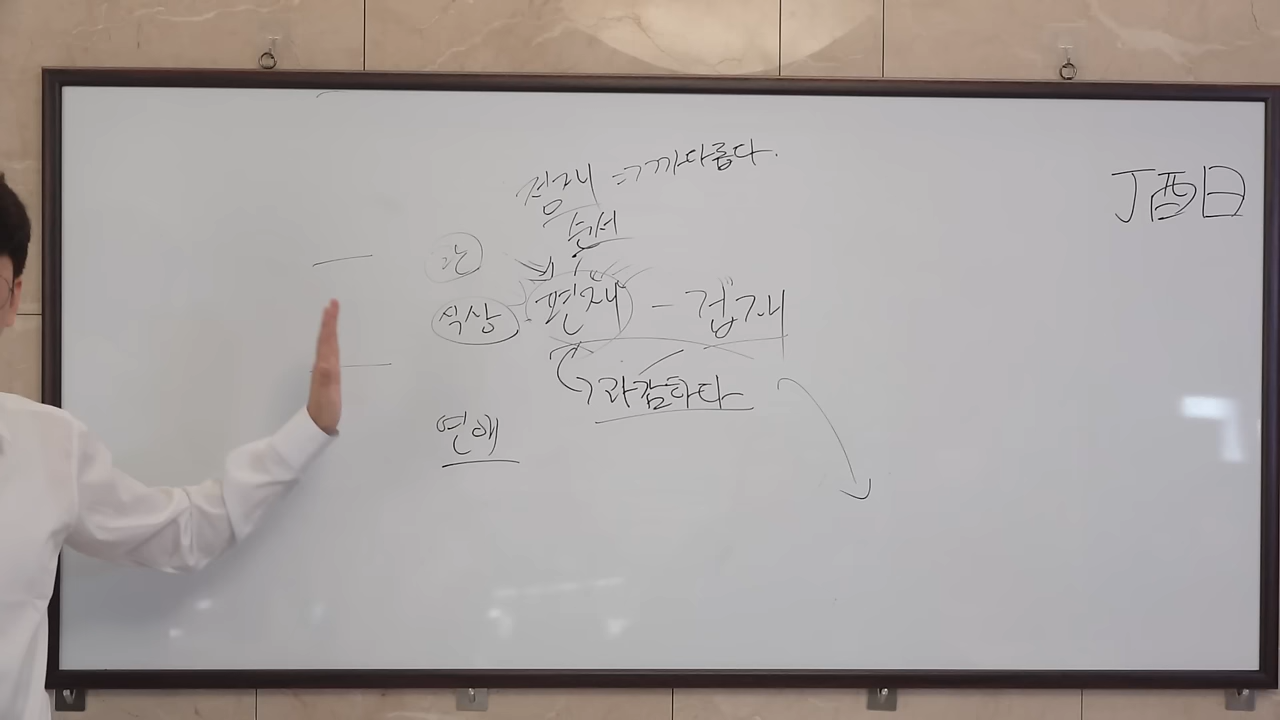 정재 => 까다롭다.
순서
관
식상 - 편재 - 겁재
과감하다
연애
丁酉日